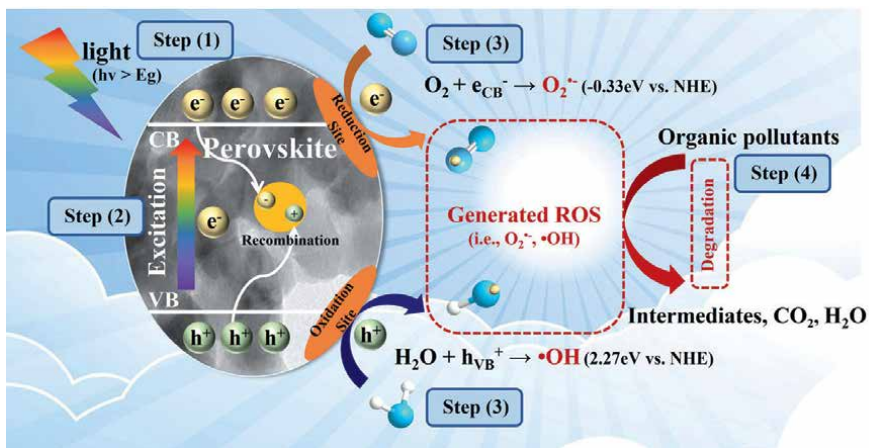 Step (1)
light
(hν > Eg)
Step (3)
O₂ + e_CB⁻ → O₂•⁻ (-0.33eV vs. NHE)
e⁻ e⁻ e⁻
e⁻
Reduction
Site
CB
Perovskite
Organic pollutants
Step (4)
Step (2)
Excitation
e⁻
-
+
Recombination
Generated ROS
(i.e., O₂•⁻, •OH)
Degradation
VB
Oxidation
Site
Intermediates, CO₂, H₂O
h⁺ h⁺ h⁺
h⁺
H₂O + h_VB⁺ → •OH (2.27eV vs. NHE)
Step (3)